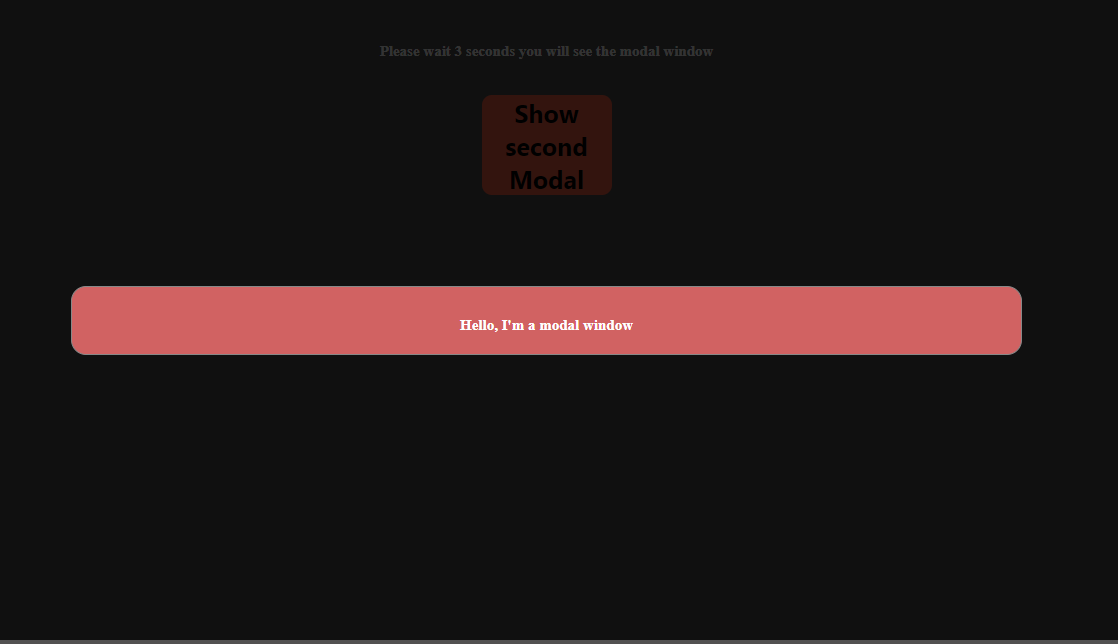 Please wait 3 seconds you will see the modal window
Show
second
Modal
Hello, I'm a modal window